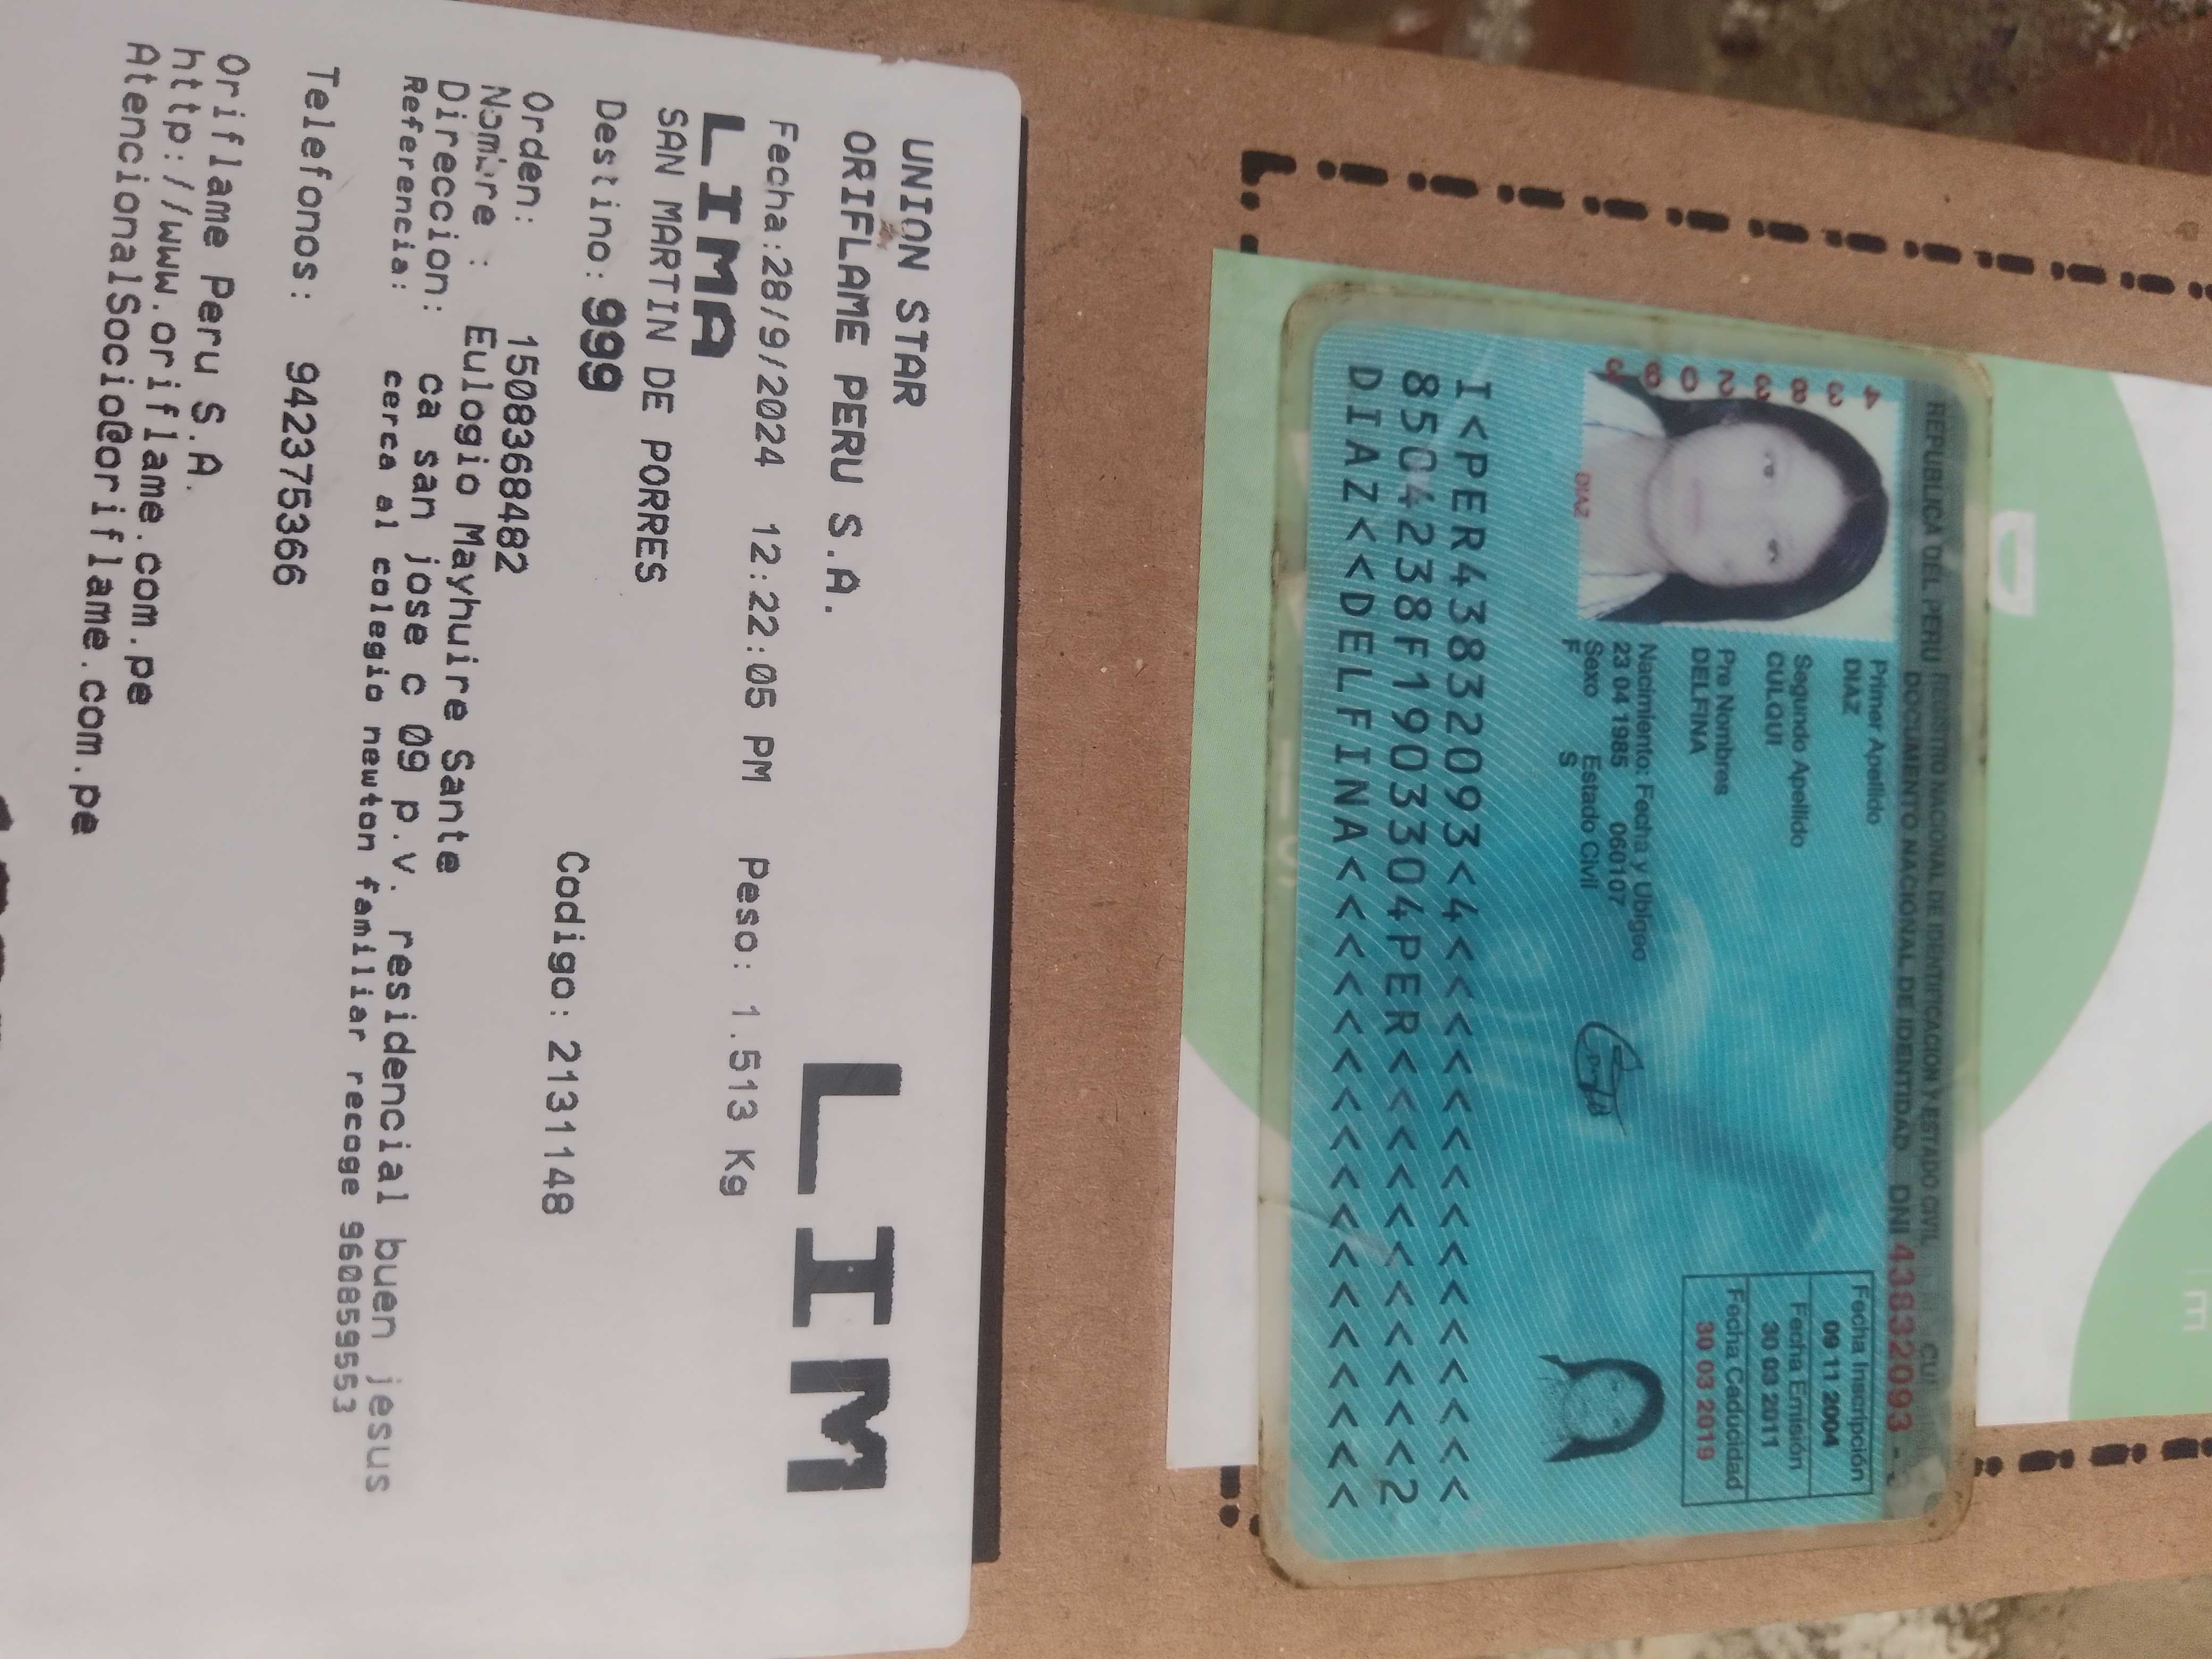 UNION STAR
ORIFLAME PERU S.A.
LIM
Fecha:28/9/2024 12:22:05 PM Peso: 1.513 Kg
LIMA
SAN MARTIN DE PORRES
Destino: 999
Codigo: 2131148
Orden: 1508368482
Nombre : Eulogio Mayhuire Sante
Direccion: ca san jose c 09 p.V. residencial buen jesus
Referencia: cerca al colegio newton familiar recoge 960859553
Telefonos: 942375366
Oriflame Peru S.A.
http://www.oriflame.com.pe
AtencionalSocio@oriflame.com.pe
REPUBLICA DEL PERU REGISTRO NACIONAL DE IDENTIFICACION Y ESTADO CIVIL
DOCUMENTO NACIONAL DE IDENTIDAD DNI 43832093 -
CUI
Primer Apellido
DIAZ
Segundo Apellido
CULQUI
Pre Nombres
DELFINA
Nacimiento: Fecha y Ubigeo
23 04 1985 060107
Sexo Estado Civil
F S
Fecha Inscripción
09 11 2004
Fecha Emisión
30 03 2011
Fecha Caducidad
30 03 2019
43832093
DIAZ
I<PER43832093<4<<<<<<<<<<<<<<<
8504238F1903304PER<<<<<<<<<<<2
DIAZ<<DELFINA<<<<<<<<<<<<<<<<<